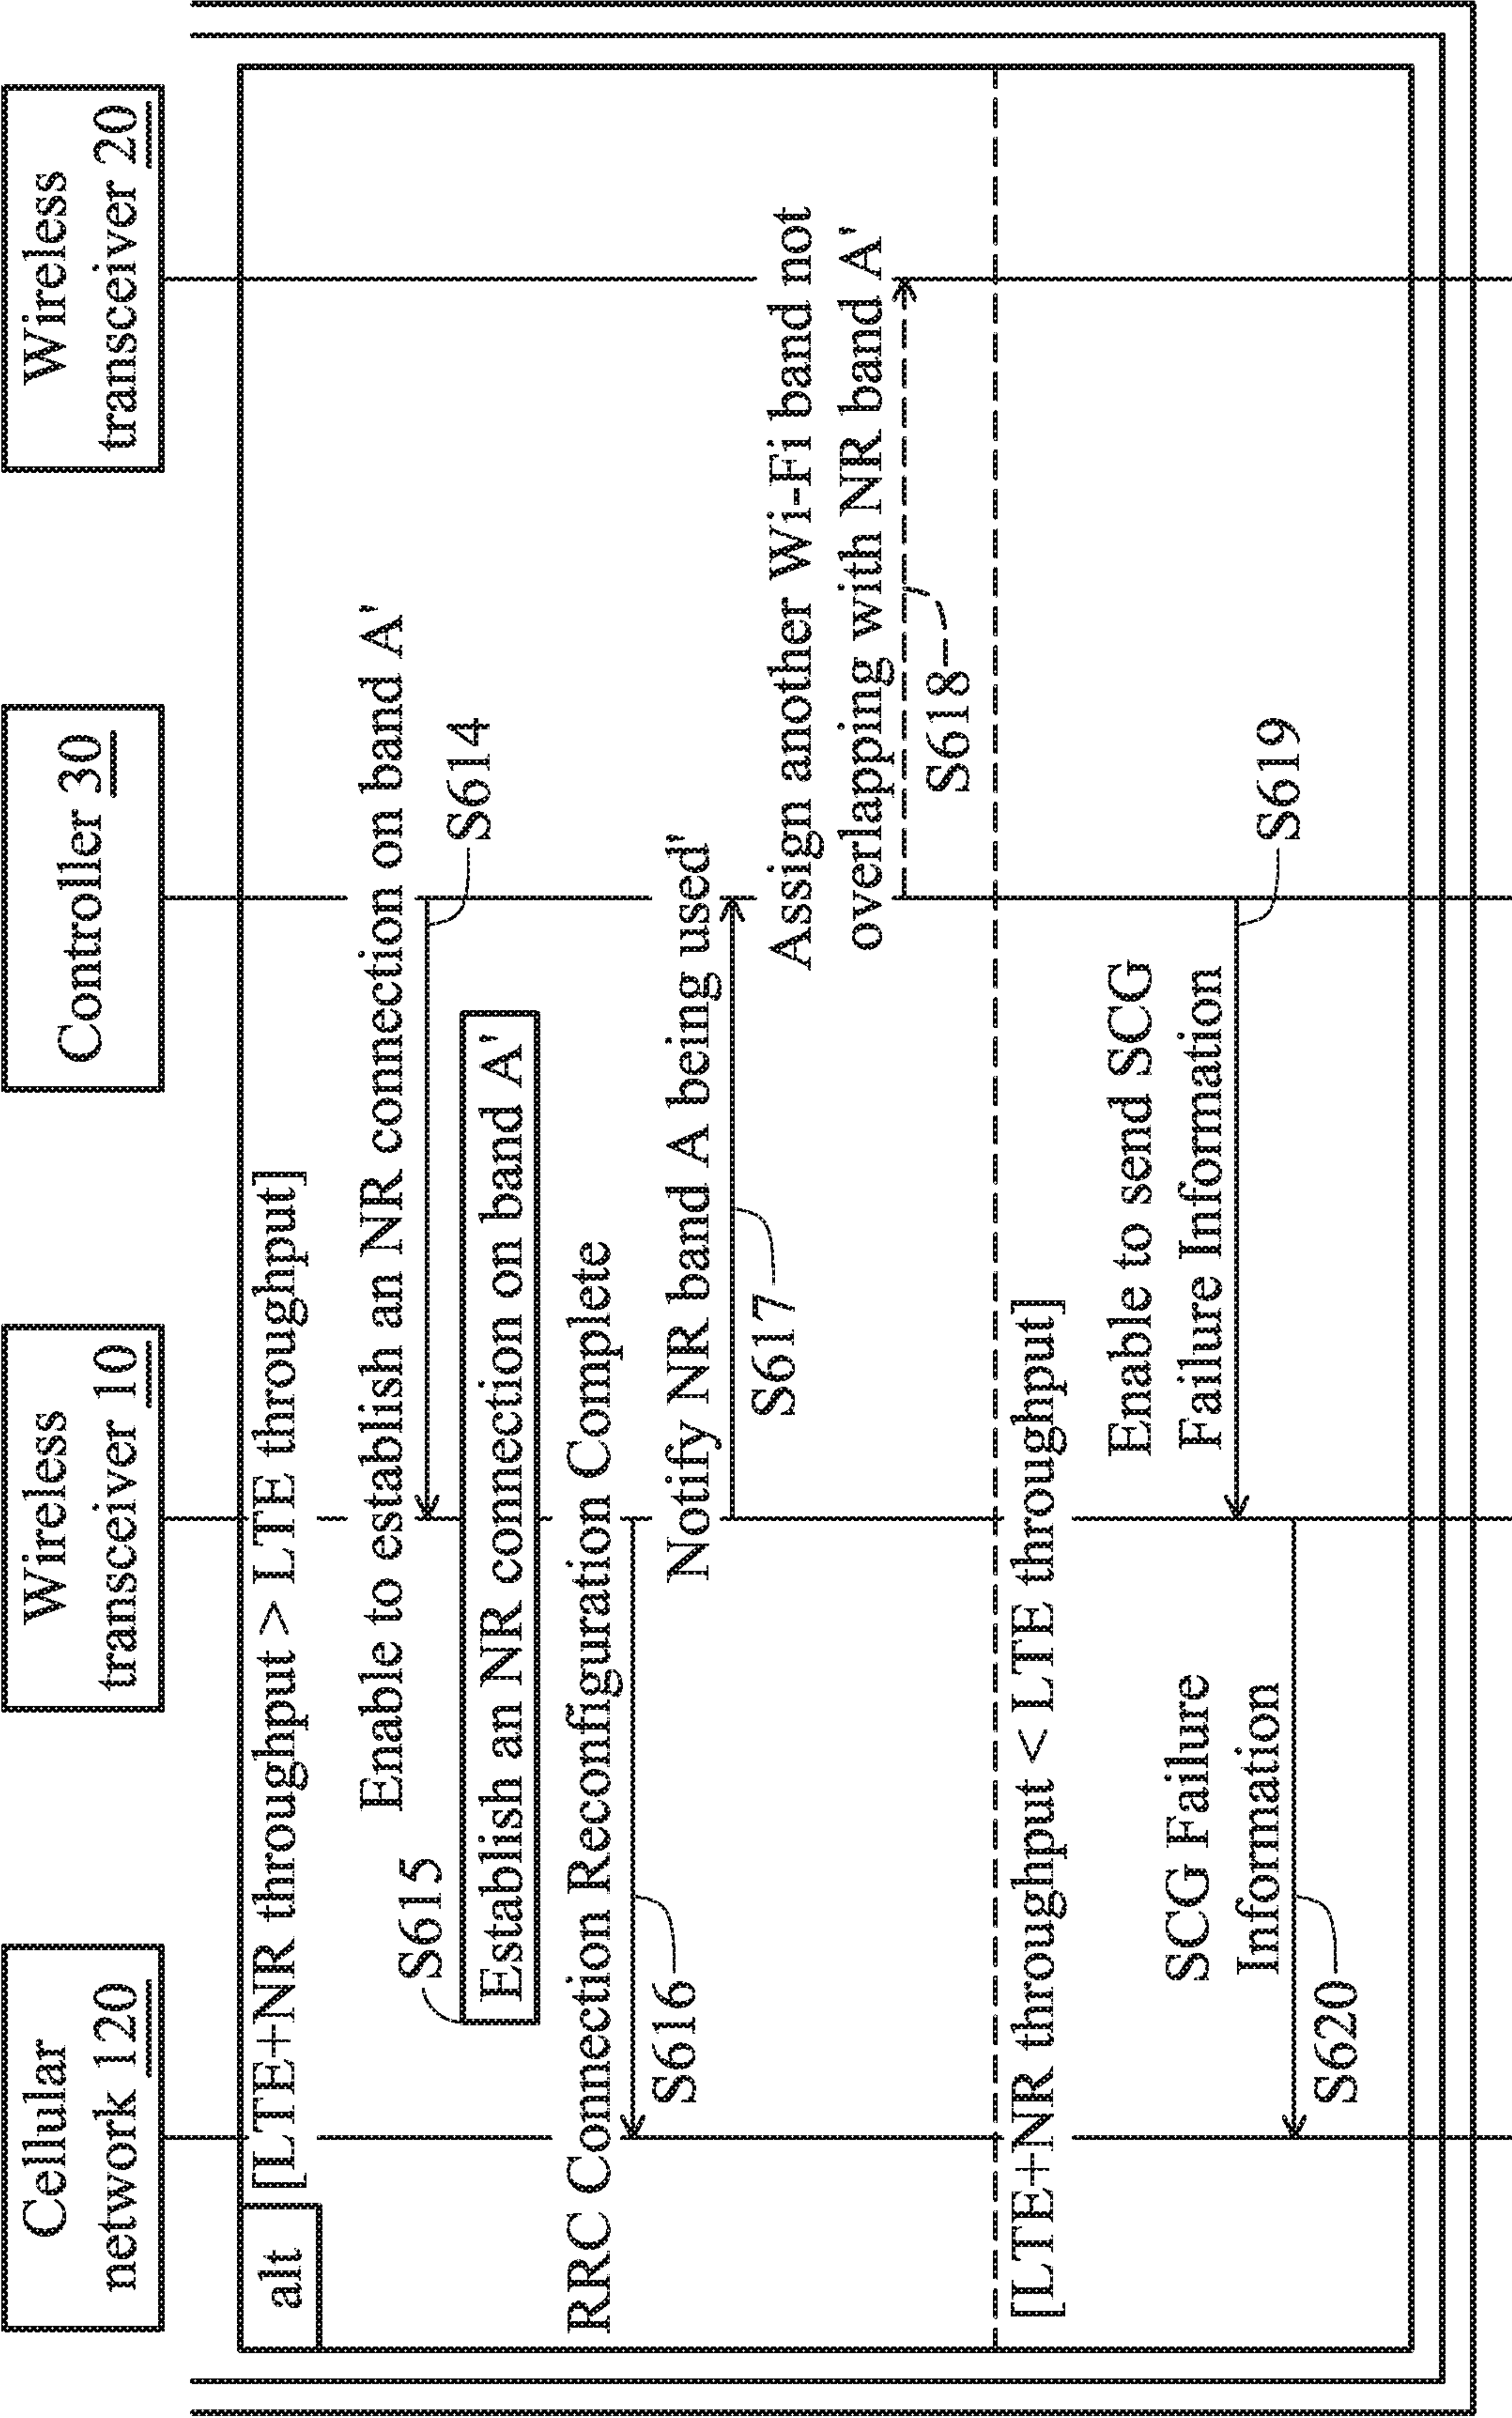 Cellular
network 120
Wireless
transceiver 10
Controller 30
Wireless
transceiver 20
alt
[LTE+NR throughput > LTE throughput]
Enable to establish an NR connection on band A'
S614
S615
Establish an NR connection on band A'
RRC Connection Reconfiguration Complete
S616
Notify NR band A being used'
S617
Assign another Wi-Fi band not
overlapping with NR band A'
S618
[LTE+NR throughput < LTE throughput]
Enable to send SCG
Failure Information
S619
SCG Failure
Information
S620